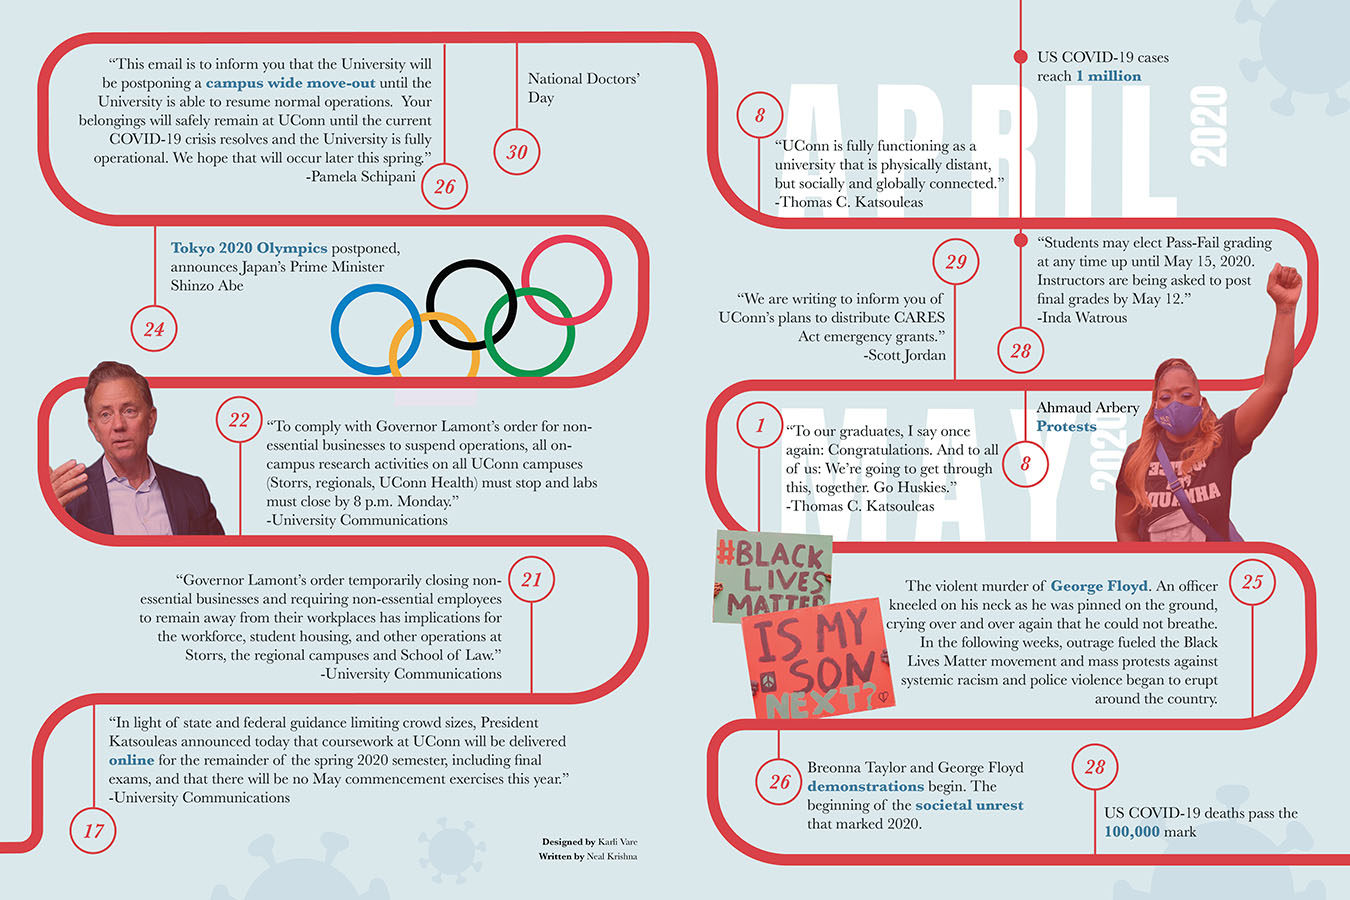 “This email is to inform you that the University will
be postponing a campus wide move-out until the
University is able to resume normal operations. Your
belongings will safely remain at UConn until the current
COVID-19 crisis resolves and the University is fully
operational. We hope that will occur later this spring.”
-Pamela Schipani
26
National Doctors’
Day
30
Tokyo 2020 Olympics postponed,
announces Japan’s Prime Minister
Shinzo Abe
24
22
“To comply with Governor Lamont’s order for non-
essential businesses to suspend operations, all on-
campus research activities on all UConn campuses
(Storrs, regionals, UConn Health) must stop and labs
must close by 8 p.m. Monday.”
-University Communications
“Governor Lamont’s order temporarily closing non-
essential businesses and requiring non-essential employees
to remain away from their workplaces has implications for
the workforce, student housing, and other operations at
Storrs, the regional campuses and School of Law.”
-University Communications
21
“In light of state and federal guidance limiting crowd sizes, President
Katsouleas announced today that coursework at UConn will be delivered
online for the remainder of the spring 2020 semester, including final
exams, and that there will be no May commencement exercises this year.”
-University Communications
17
Designed by Karli Vare
Written by Neal Krishna
APRIL
2020
US COVID-19 cases
reach 1 million
8
“UConn is fully functioning as a
university that is physically distant,
but socially and globally connected.”
-Thomas C. Katsouleas
“Students may elect Pass-Fail grading
at any time up until May 15, 2020.
Instructors are being asked to post
final grades by May 12.”
-Inda Watrous
28
29
“We are writing to inform you of
UConn’s plans to distribute CARES
Act emergency grants.”
-Scott Jordan
MAY
2020
1
“To our graduates, I say once
again: Congratulations. And to all
of us: We’re going to get through
this, together. Go Huskies.”
-Thomas C. Katsouleas
Ahmaud Arbery
Protests
8
#BLACK
LIVES
MATTER
IS MY
SON
NEXT?
The violent murder of George Floyd. An officer
kneeled on his neck as he was pinned on the ground,
crying over and over again that he could not breathe.
In the following weeks, outrage fueled the Black
Lives Matter movement and mass protests against
systemic racism and police violence began to erupt
around the country.
25
26
Breonna Taylor and George Floyd
demonstrations begin. The
beginning of the societal unrest
that marked 2020.
28
US COVID-19 deaths pass the
100,000 mark